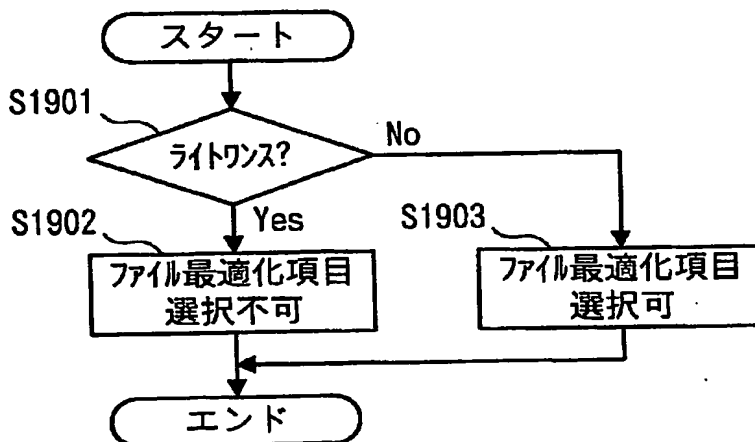 スタート
S1901
ライトワンス?
No
Yes
S1902
ファイル最適化項目
選択不可
S1903
ファイル最適化項目
選択可
エンド